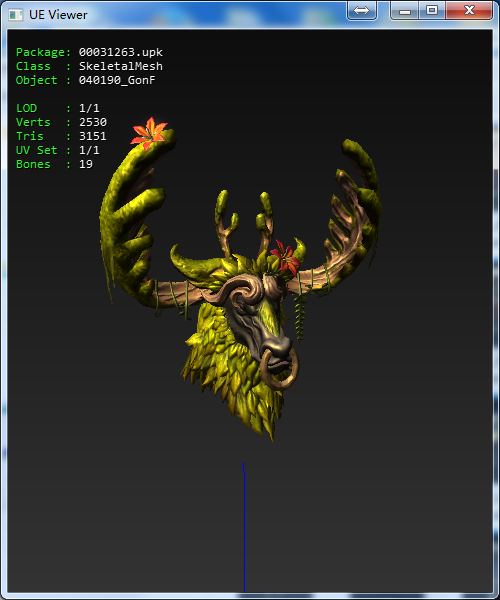 UE Viewer
Package: 00031263.upk
Class : SkeletalMesh
Object : 040190_GonF
LOD : 1/1
Verts : 2530
Tris : 3151
UV Set : 1/1
Bones : 19